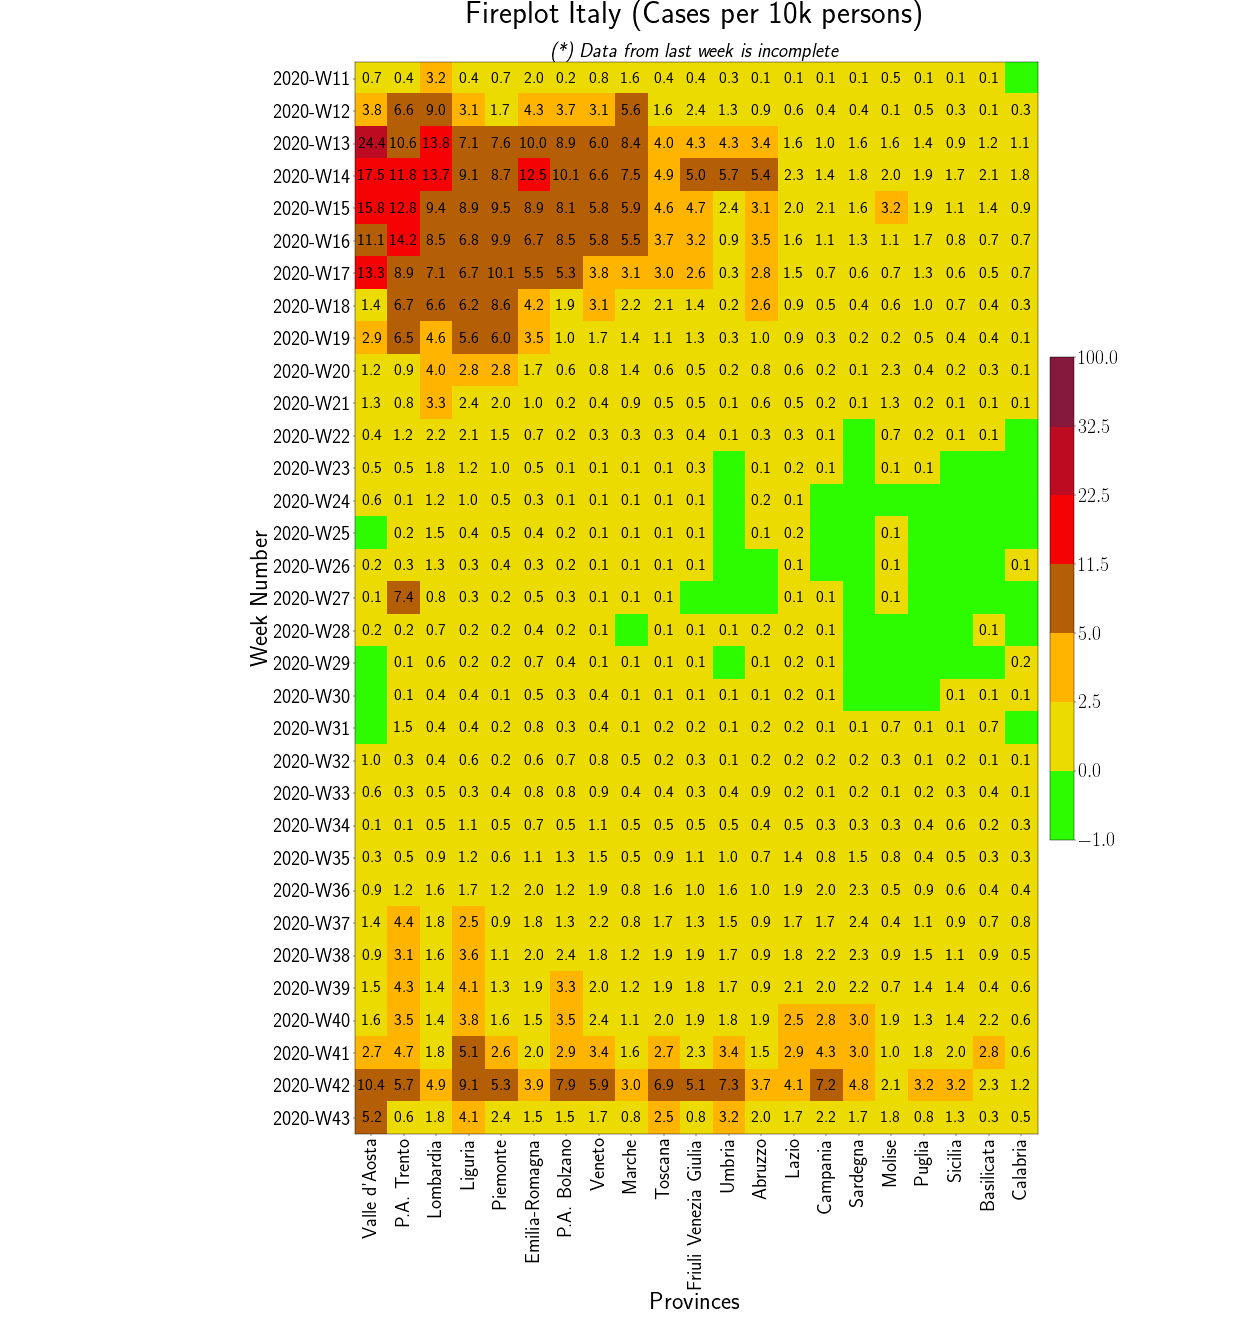 Fireplot Italy (Cases per 10k persons)
(*) Data from last week is incomplete
2020-W11 0.7 0.4 3.2 0.4 0.7 2.0 0.2 0.8 1.6 0.4 0.4 0.3 0.1 0.1 0.1 0.1 0.5 0.1 0.1 0.1
2020-W12 3.8 6.6 9.0 3.1 1.7 4.3 3.7 3.1 5.6 1.6 2.4 1.3 0.9 0.6 0.4 0.4 0.1 0.5 0.3 0.1 0.3
2020-W13 24.4 10.6 13.8 7.1 7.6 10.0 8.9 6.0 8.4 4.0 4.3 4.3 3.4 1.6 1.0 1.6 1.6 1.4 0.9 1.2 1.1
2020-W14 17.5 11.8 13.7 9.1 8.7 12.5 10.1 6.6 7.5 4.9 5.0 5.7 5.4 2.3 1.4 1.8 2.0 1.9 1.7 2.1 1.8
2020-W15 15.8 12.8 9.4 8.9 9.5 8.9 8.1 5.8 5.9 4.6 4.7 2.4 3.1 2.0 2.1 1.6 3.2 1.9 1.1 1.4 0.9
2020-W16 11.1 14.2 8.5 6.8 9.9 6.7 8.5 5.8 5.5 3.7 3.2 0.9 3.5 1.6 1.1 1.3 1.1 1.7 0.8 0.7 0.7
2020-W17 13.3 8.9 7.1 6.7 10.1 5.5 5.3 3.8 3.1 3.0 2.6 0.3 2.8 1.5 0.7 0.6 0.7 1.3 0.6 0.5 0.7
2020-W18 1.4 6.7 6.6 6.2 8.6 4.2 1.9 3.1 2.2 2.1 1.4 0.2 2.6 0.9 0.5 0.4 0.6 1.0 0.7 0.4 0.3
2020-W19 2.9 6.5 4.6 5.6 6.0 3.5 1.0 1.7 1.4 1.1 1.3 0.3 1.0 0.9 0.3 0.2 0.2 0.5 0.4 0.4 0.1
2020-W20 1.2 0.9 4.0 2.8 2.8 1.7 0.6 0.8 1.4 0.6 0.5 0.2 0.8 0.6 0.2 0.1 2.3 0.4 0.2 0.3 0.1
2020-W21 1.3 0.8 3.3 2.4 2.0 1.0 0.2 0.4 0.9 0.5 0.5 0.1 0.6 0.5 0.2 0.1 1.3 0.2 0.1 0.1 0.1
2020-W22 0.4 1.2 2.2 2.1 1.5 0.7 0.2 0.3 0.3 0.3 0.4 0.1 0.3 0.3 0.1 0.7 0.2 0.1 0.1
2020-W23 0.5 0.5 1.8 1.2 1.0 0.5 0.1 0.1 0.1 0.1 0.3 0.1 0.2 0.1 0.1 0.1
2020-W24 0.6 0.1 1.2 1.0 0.5 0.3 0.1 0.1 0.1 0.1 0.1 0.2 0.1
2020-W25 0.2 1.5 0.4 0.5 0.4 0.2 0.1 0.1 0.1 0.1 0.1 0.2 0.1
2020-W26 0.2 0.3 1.3 0.3 0.4 0.3 0.2 0.1 0.1 0.1 0.1 0.1 0.1 0.1
2020-W27 0.1 7.4 0.8 0.3 0.2 0.5 0.3 0.1 0.1 0.1 0.1 0.1 0.1
2020-W28 0.2 0.2 0.7 0.2 0.2 0.4 0.2 0.1 0.1 0.1 0.1 0.2 0.2 0.1 0.1
2020-W29 0.1 0.6 0.2 0.2 0.7 0.4 0.1 0.1 0.1 0.1 0.1 0.2 0.1 0.2
2020-W30 0.1 0.4 0.4 0.1 0.5 0.3 0.4 0.1 0.1 0.1 0.1 0.1 0.2 0.1 0.1 0.1 0.1
2020-W31 1.5 0.4 0.4 0.2 0.8 0.3 0.4 0.1 0.2 0.2 0.1 0.2 0.2 0.1 0.1 0.7 0.1 0.1 0.7
2020-W32 1.0 0.3 0.4 0.6 0.2 0.6 0.7 0.8 0.5 0.2 0.3 0.1 0.2 0.2 0.2 0.2 0.3 0.1 0.2 0.1 0.1
2020-W33 0.6 0.3 0.5 0.3 0.4 0.8 0.8 0.9 0.4 0.4 0.3 0.4 0.9 0.2 0.1 0.2 0.1 0.2 0.3 0.4 0.1
2020-W34 0.1 0.1 0.5 1.1 0.5 0.7 0.5 1.1 0.5 0.5 0.5 0.5 0.4 0.5 0.3 0.3 0.3 0.4 0.6 0.2 0.3
2020-W35 0.3 0.5 0.9 1.2 0.6 1.1 1.3 1.5 0.5 0.9 1.1 1.0 0.7 1.4 0.8 1.5 0.8 0.4 0.5 0.3 0.3
2020-W36 0.9 1.2 1.6 1.7 1.2 2.0 1.2 1.9 0.8 1.6 1.0 1.6 1.0 1.9 2.0 2.3 0.5 0.9 0.6 0.4 0.4
2020-W37 1.4 4.4 1.8 2.5 0.9 1.8 1.3 2.2 0.8 1.7 1.3 1.5 0.9 1.7 1.7 2.4 0.4 1.1 0.9 0.7 0.8
2020-W38 0.9 3.1 1.6 3.6 1.1 2.0 2.4 1.8 1.2 1.9 1.9 1.7 0.9 1.8 2.2 2.3 0.9 1.5 1.1 0.9 0.5
2020-W39 1.5 4.3 1.4 4.1 1.3 1.9 3.3 2.0 1.2 1.9 1.8 1.7 0.9 2.1 2.0 2.2 0.7 1.4 1.4 0.4 0.6
2020-W40 1.6 3.5 1.4 3.8 1.6 1.5 3.5 2.4 1.1 2.0 1.9 1.8 1.9 2.5 2.8 3.0 1.9 1.3 1.4 2.2 0.6
2020-W41 2.7 4.7 1.8 5.1 2.6 2.0 2.9 3.4 1.6 2.7 2.3 3.4 1.5 2.9 4.3 3.0 1.0 1.8 2.0 2.8 0.6
2020-W42 10.4 5.7 4.9 9.1 5.3 3.9 7.9 5.9 3.0 6.9 5.1 7.3 3.7 4.1 7.2 4.8 2.1 3.2 3.2 2.3 1.2
2020-W43 5.2 0.6 1.8 4.1 2.4 1.5 1.5 1.7 0.8 2.5 0.8 3.2 2.0 1.7 2.2 1.7 1.8 0.8 1.3 0.3 0.5
Week Number
Valle d'Aosta
P.A. Trento
Lombardia
Liguria
Piemonte
Emilia-Romagna
P.A. Bolzano
Veneto
Marche
Toscana
Friuli Venezia Giulia
Umbria
Abruzzo
Lazio
Campania
Sardegna
Molise
Puglia
Sicilia
Basilicata
Calabria
Provinces
100.0
32.5
22.5
11.5
5.0
2.5
0.0
−1.0